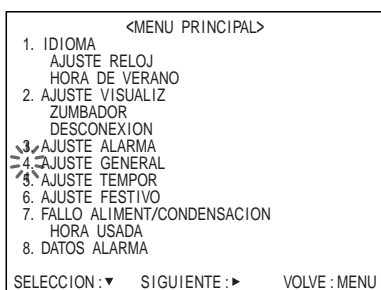 <MENU PRINCIPAL>
1. IDIOMA
AJUSTE RELOJ
HORA DE VERANO
2. AJUSTE VISUALIZ
ZUMBADOR
DESCONEXION
3. AJUSTE ALARMA
4. AJUSTE GENERAL
5. AJUSTE TEMPOR
6. AJUSTE FESTIVO
7. FALLO ALIMENT/CONDENSACION
HORA USADA
8. DATOS ALARMA
SELECCION :▼ SIGUIENTE :► VOLVE : MENU